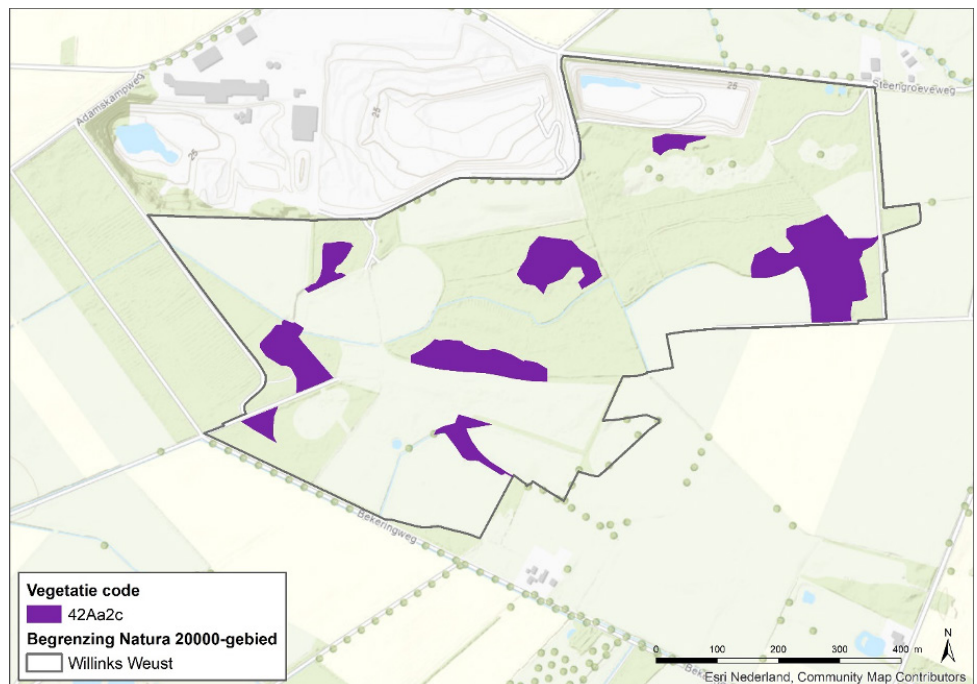 Adamskampweg
25
25
25
Steengroeveweg
Bekeringweg
Vegetatie code
42Aa2c
Begrenzing Natura 20000-gebied
Willinks Weust
N
0 100 200 300 400 m
Esri Nederland, Community Map Contributors